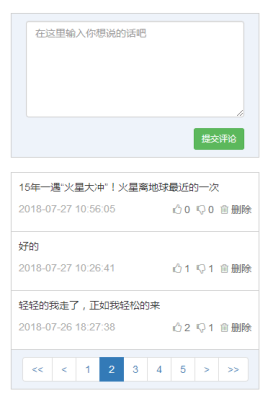 在这里输入你想说的话吧
提交评论
15年一遇“火星大冲”！火星离地球最近的一次
2018-07-27 10:56:05 0 0 删除
好的
2018-07-27 10:26:41 1 1 删除
轻轻的我走了，正如我轻松的来
2018-07-26 18:27:38 2 1 删除
<< < 1 2 3 4 5 > >>